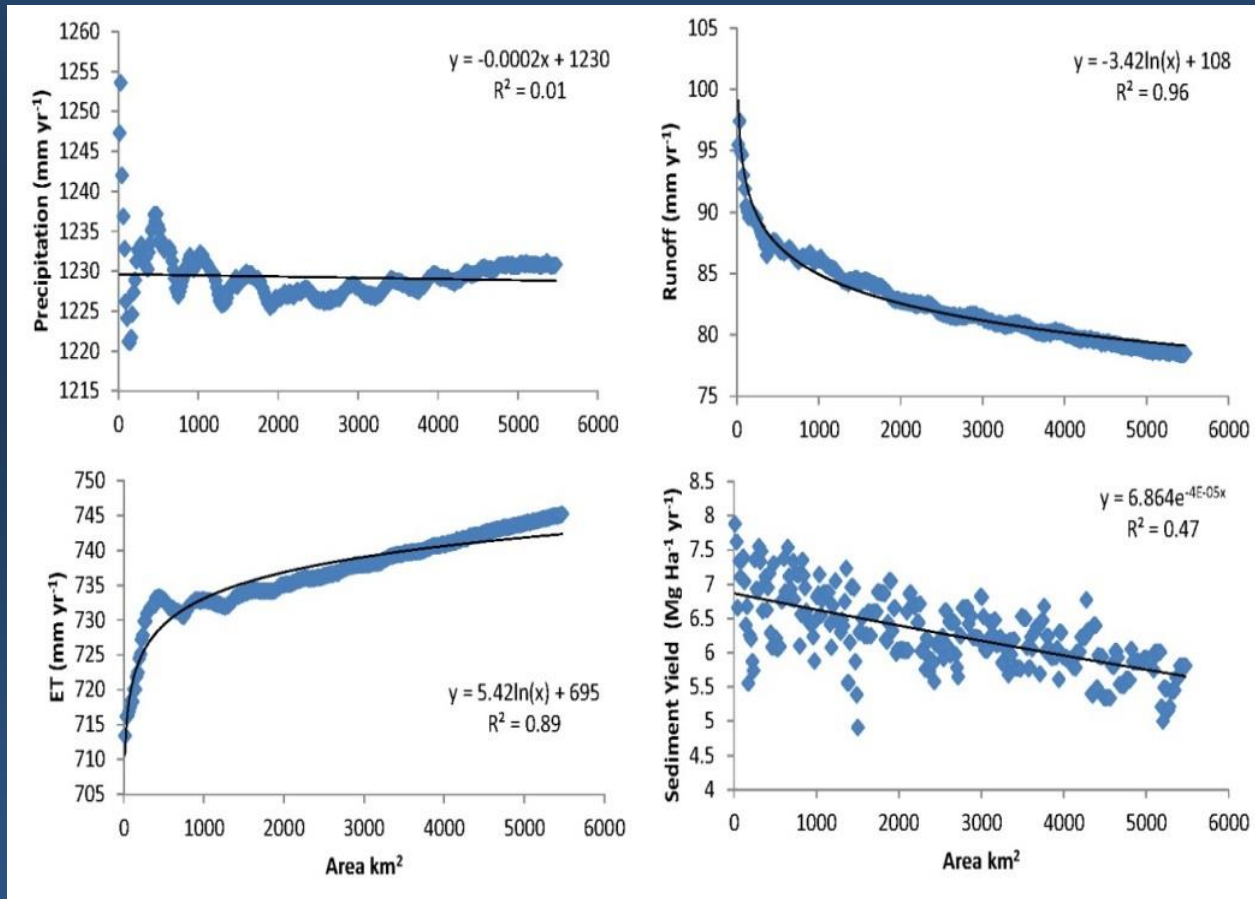 1260
1255
1250
1245
1240
1235
1230
1225
1220
1215
Precipitation (mm yr-1)
y = -0.0002x + 1230
R² = 0.01
0 1000 2000 3000 4000 5000 6000
105
100
95
90
85
80
75
Runoff (mm yr-1)
y = -3.42ln(x) + 108
R² = 0.96
0 1000 2000 3000 4000 5000 6000
750
745
740
735
730
725
720
715
710
705
ET (mm yr-1)
y = 5.42ln(x) + 695
R² = 0.89
0 1000 2000 3000 4000 5000 6000
Area km²
8.5
8
7.5
7
6.5
6
5.5
5
4.5
4
Sediment Yield (Mg Ha-1 yr-1)
y = 6.864e-4E-05x
R² = 0.47
0 1000 2000 3000 4000 5000 6000
Area km²